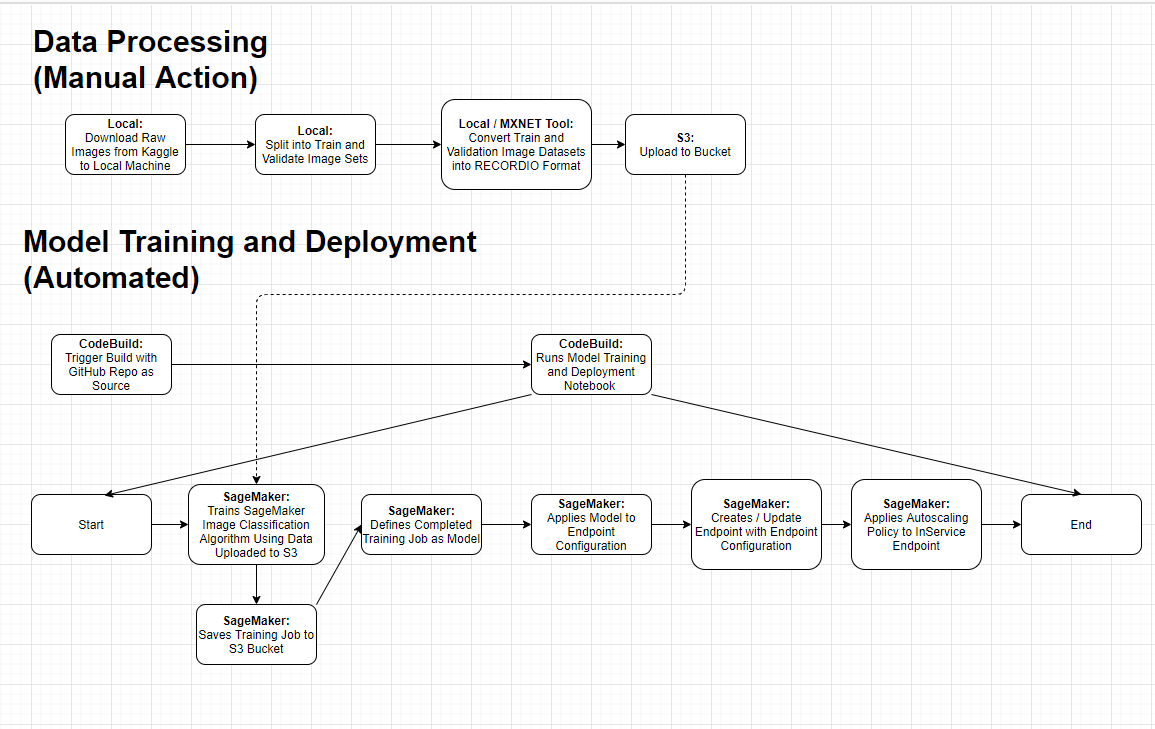 Data Processing
(Manual Action)
Local:
Download Raw
Images from Kaggle
to Local Machine
Local:
Split into Train and
Validate Image Sets
Local / MXNET Tool:
Convert Train and
Validation Image Datasets
into RECORDIO Format
S3:
Upload to Bucket
Model Training and Deployment
(Automated)
CodeBuild:
Trigger Build with
GitHub Repo as
Source
CodeBuild:
Runs Model Training
and Deployment
Notebook
Start
SageMaker:
Trains SageMaker
Image Classification
Algorithm Using Data
Uploaded to S3
SageMaker:
Saves Training Job to
S3 Bucket
SageMaker:
Defines Completed
Training Job as Model
SageMaker:
Applies Model to
Endpoint
Configuration
SageMaker:
Creates / Update
Endpoint with Endpoint
Configuration
SageMaker:
Applies Autoscaling
Policy to InService
Endpoint
End